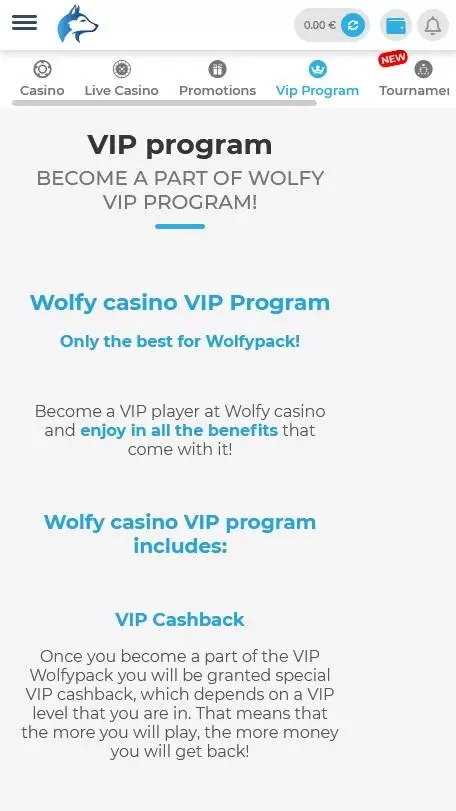 0.00 €
NEW
Casino
Live Casino
Promotions
Vip Program
Tournamen
VIP program
BECOME A PART OF WOLFY
VIP PROGRAM!
Wolfy casino VIP Program
Only the best for Wolfypack!
Become a VIP player at Wolfy casino
and enjoy in all the benefits that
come with it!
Wolfy casino VIP program
includes:
VIP Cashback
Once you become a part of the VIP
Wolfypack you will be granted special
VIP cashback, which depends on a VIP
level that you are in. That means that
the more you will play, the more money
you will get back!